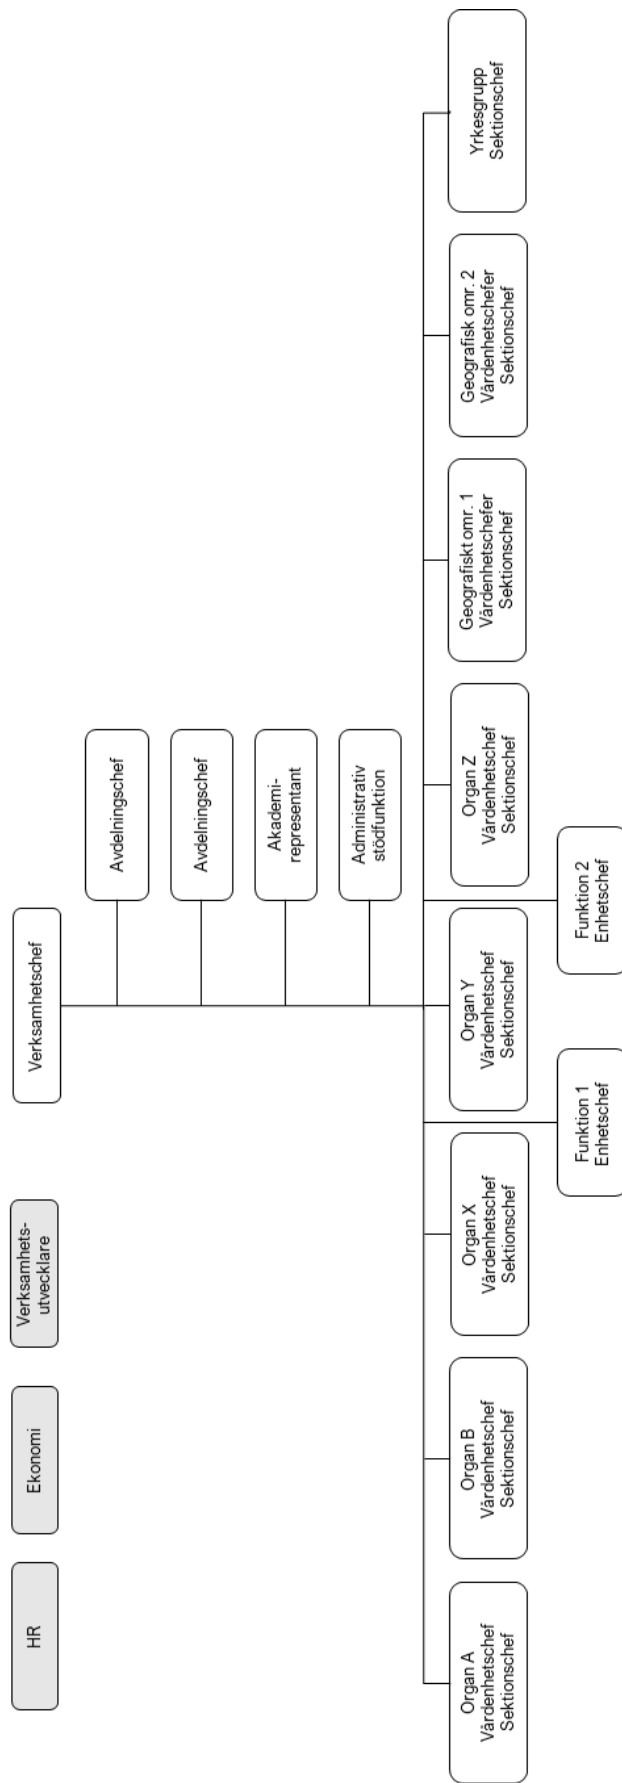 HR
Ekonomi
Verksamhets-
utvecklare
Verksamhetschef
Avdelningschef
Avdelningschef
Akademi-
representant
Administrativ
stödfunktion
Organ A
Vårdenhetschef
Sektionschef
Organ B
Vårdenhetschef
Sektionschef
Organ X
Vårdenhetschef
Sektionschef
Organ Y
Vårdenhetschef
Sektionschef
Organ Z
Vårdenhetschef
Sektionschef
Geografiskt omr. 1
Vårdenhetschefer
Sektionschef
Geografisk omr. 2
Vårdenhetschefer
Sektionschef
Yrkesgrupp
Sektionschef
Funktion 1
Enhetschef
Funktion 2
Enhetschef